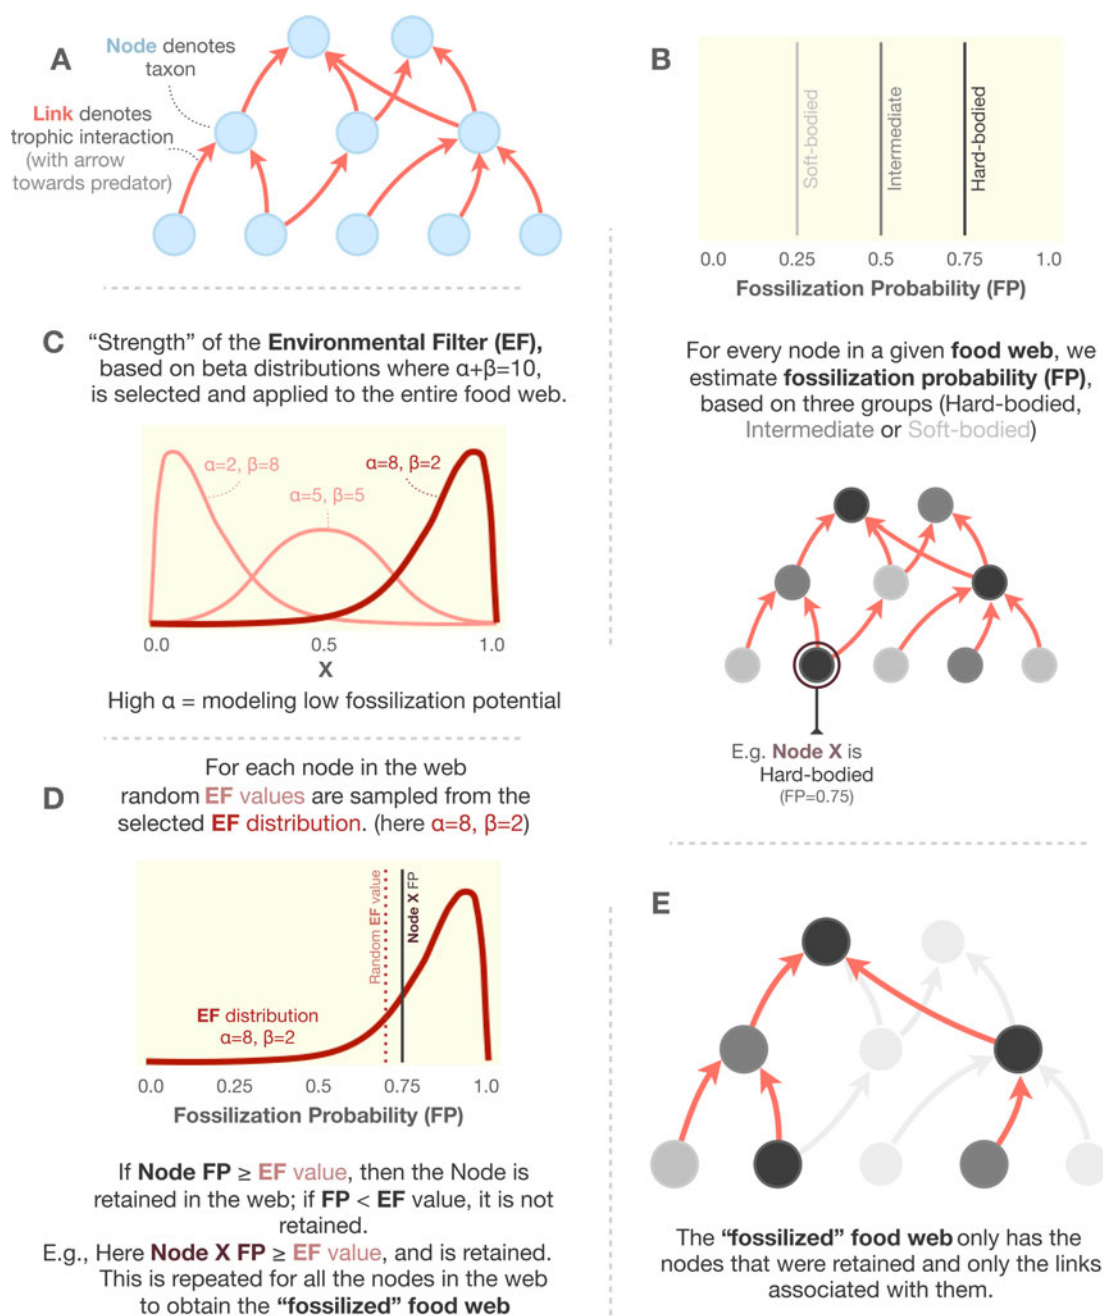 A
Node denotes
taxon
Link denotes
trophic interaction
(with arrow
towards predator)
B
Soft-bodied
Intermediate
Hard-bodied
0.0 0.25 0.5 0.75 1.0
Fossilization Probability (FP)
For every node in a given food web, we
estimate fossilization probability (FP),
based on three groups (Hard-bodied,
Intermediate or Soft-bodied)
E.g. Node X is
Hard-bodied
(FP=0.75)
C
“Strength” of the Environmental Filter (EF),
based on beta distributions where α+β=10,
is selected and applied to the entire food web.
α=2, β=8
α=5, β=5
α=8, β=2
0.0 0.5 1.0
X
High α = modeling low fossilization potential
D
For each node in the web
random EF values are sampled from the
selected EF distribution. (here α=8, β=2)
Random EF value
Node X FP
EF distribution
α=8, β=2
0.0 0.25 0.5 0.75 1.0
Fossilization Probability (FP)
If Node FP ≥ EF value, then the Node is
retained in the web; if FP < EF value, it is not
retained.
E.g., Here Node X FP ≥ EF value, and is retained.
This is repeated for all the nodes in the web
to obtain the “fossilized” food web
E
The “fossilized” food web only has the
nodes that were retained and only the links
associated with them.